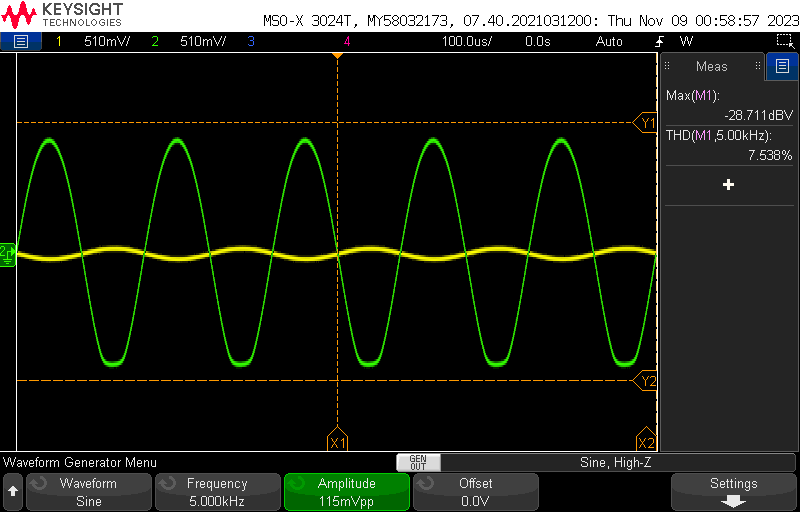 KEYSIGHT
TECHNOLOGIES
MSO-X 3024T, MY58032173, 07.40.2021031200: Thu Nov 09 00:58:57 2023
1 510mV/ 2 510mV/ 3 4 100.0us/ 0.0s Auto W
Meas
Max(M1):
-28.711dBV
THD(M1,5.00kHz):
7.538%
Y1
2
Y2
X1 X2
Waveform Generator Menu
GEN
OUT
Sine, High-Z
Waveform
Sine
Frequency
5.000kHz
Amplitude
115mVpp
Offset
0.0V
Settings